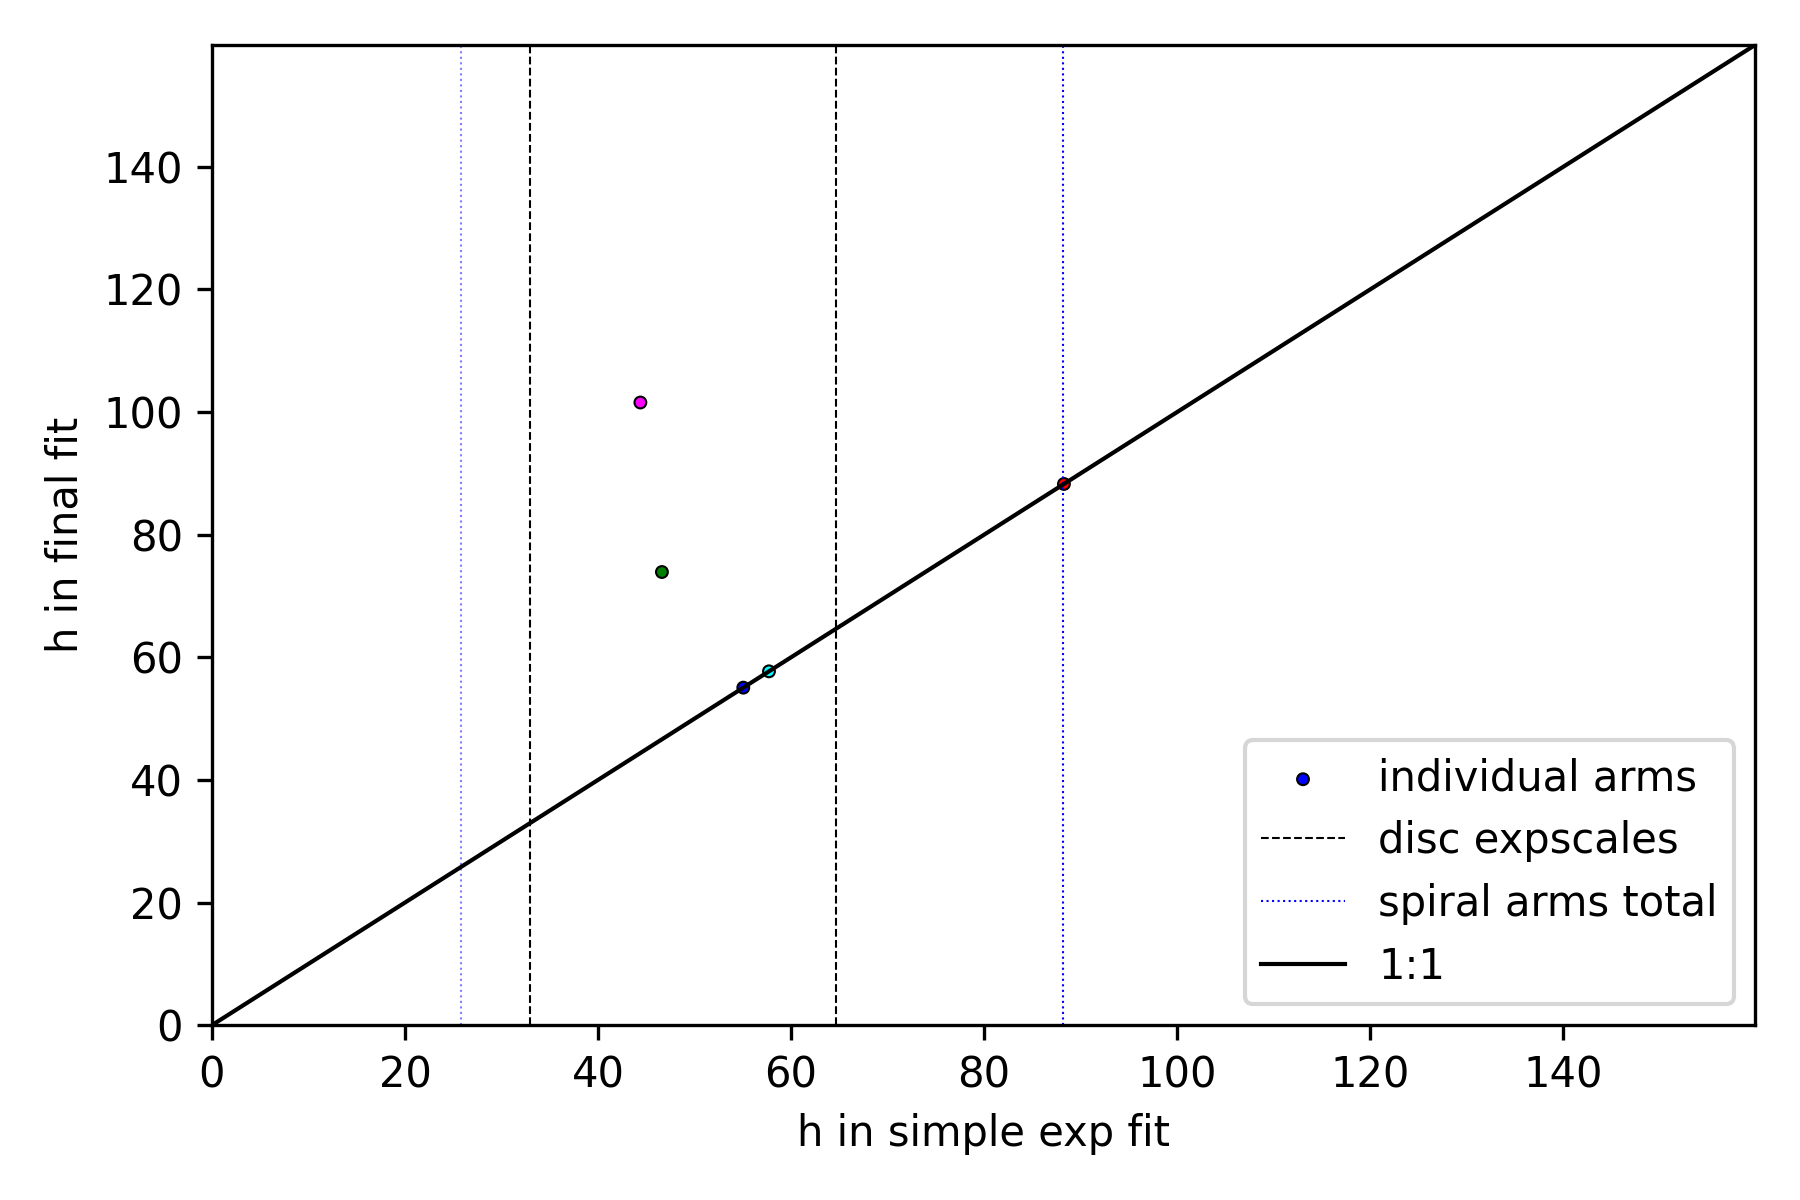 140
120
100
80
60
40
20
0
h in final fit
0 20 40 60 80 100 120 140
h in simple exp fit
individual arms
disc expscales
spiral arms total
1:1